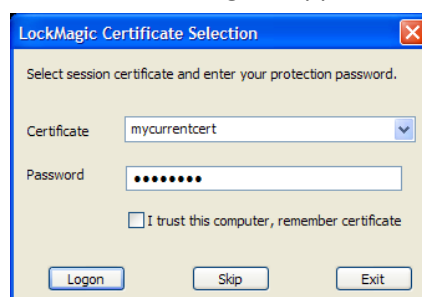 LockMagic Certificate Selection
Select session certificate and enter your protection password.
Certificate mycurrentcert
Password ••••••••
I trust this computer, remember certificate
Logon Skip Exit